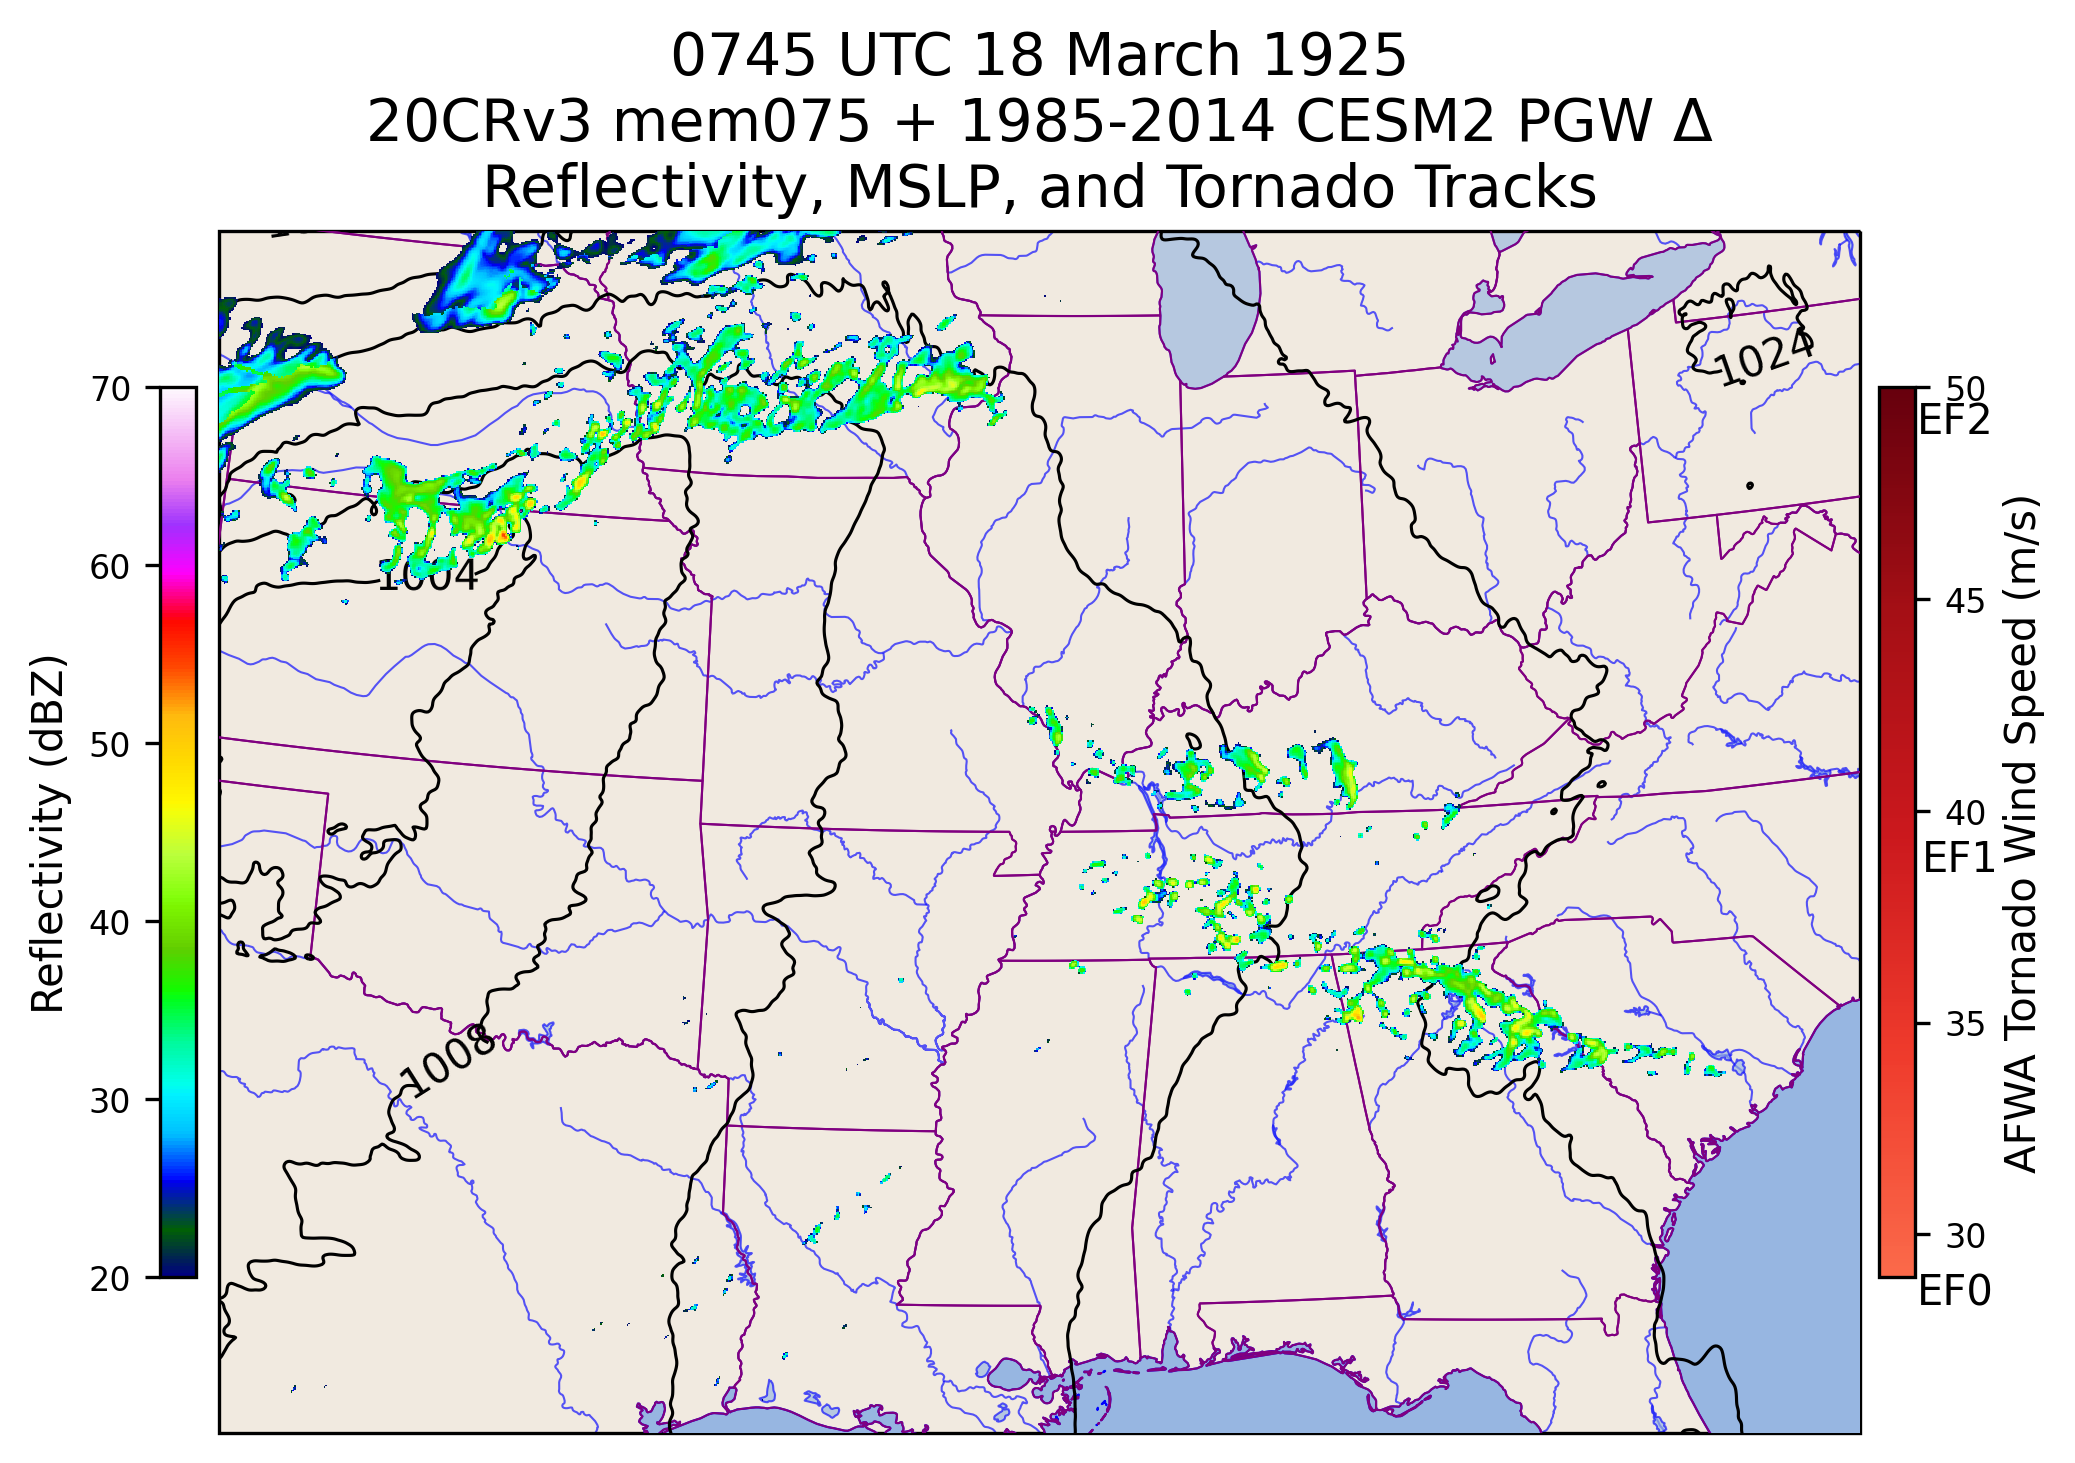 0745 UTC 18 March 1925
20CRv3 mem075 + 1985-2014 CESM2 PGW Δ
Reflectivity, MSLP, and Tornado Tracks
1024
1004
1008
70
60
50
40
30
20
Reflectivity (dBZ)
50
EF2
45
40
EF1
35
30
EF0
AFWA Tornado Wind Speed (m/s)